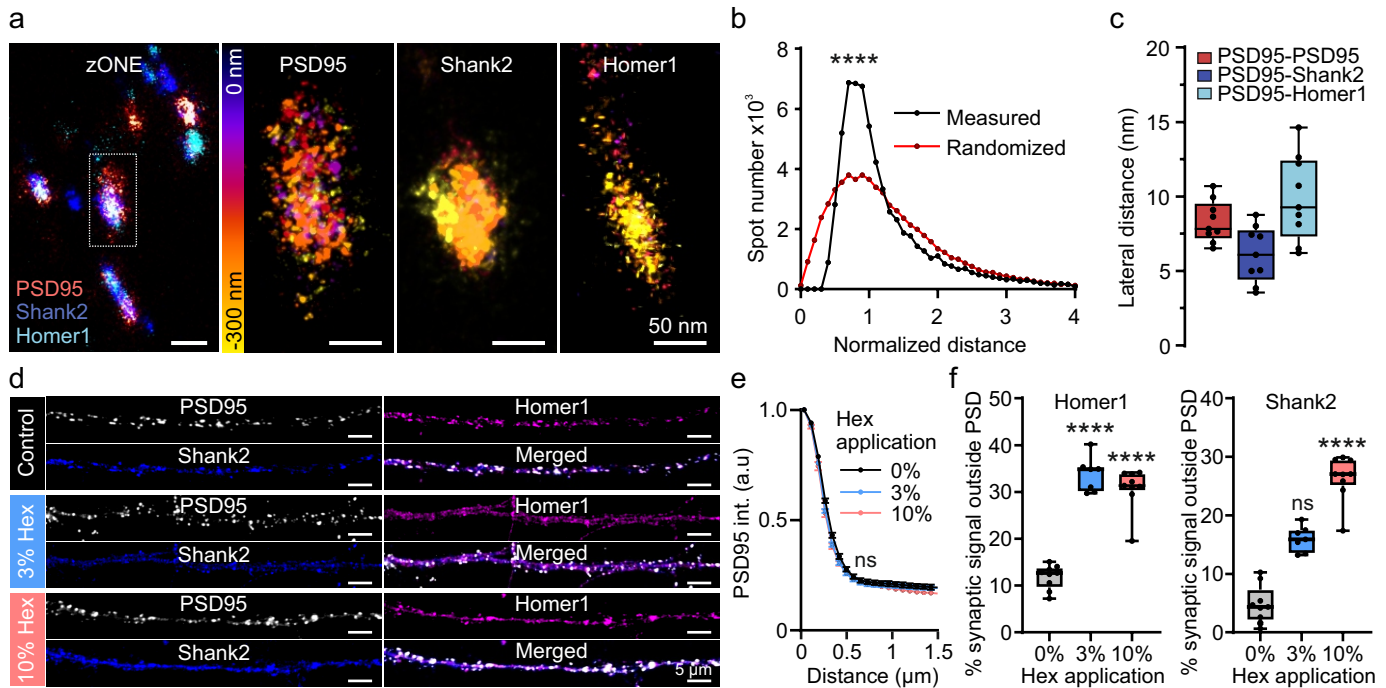 a
zONE
PSD95
Shank2
Homer1
0 nm
-300 nm
PSD95
Shank2
Homer1
50 nm
b
Spot number x10³
8
6
4
2
0
****
Measured
Randomized
0 1 2 3 4
Normalized distance
c
Lateral distance (nm)
20
15
10
5
0
PSD95-PSD95
PSD95-Shank2
PSD95-Homer1
d
Control
PSD95
Homer1
Shank2
Merged
3% Hex
PSD95
Homer1
Shank2
Merged
10% Hex
PSD95
Homer1
Shank2
Merged
5 µm
e
PSD95 int. (a.u)
1.0
0.5
0
Hex
application
0%
3%
10%
ns
0 0.5 1.0 1.5
Distance (µm)
f
% synaptic signal outside PSD
50
40
30
20
10
0
Homer1
****
****
0% 3% 10%
Hex application
% synaptic signal outside PSD
40
30
20
10
0
Shank2
ns
****
0% 3% 10%
Hex application